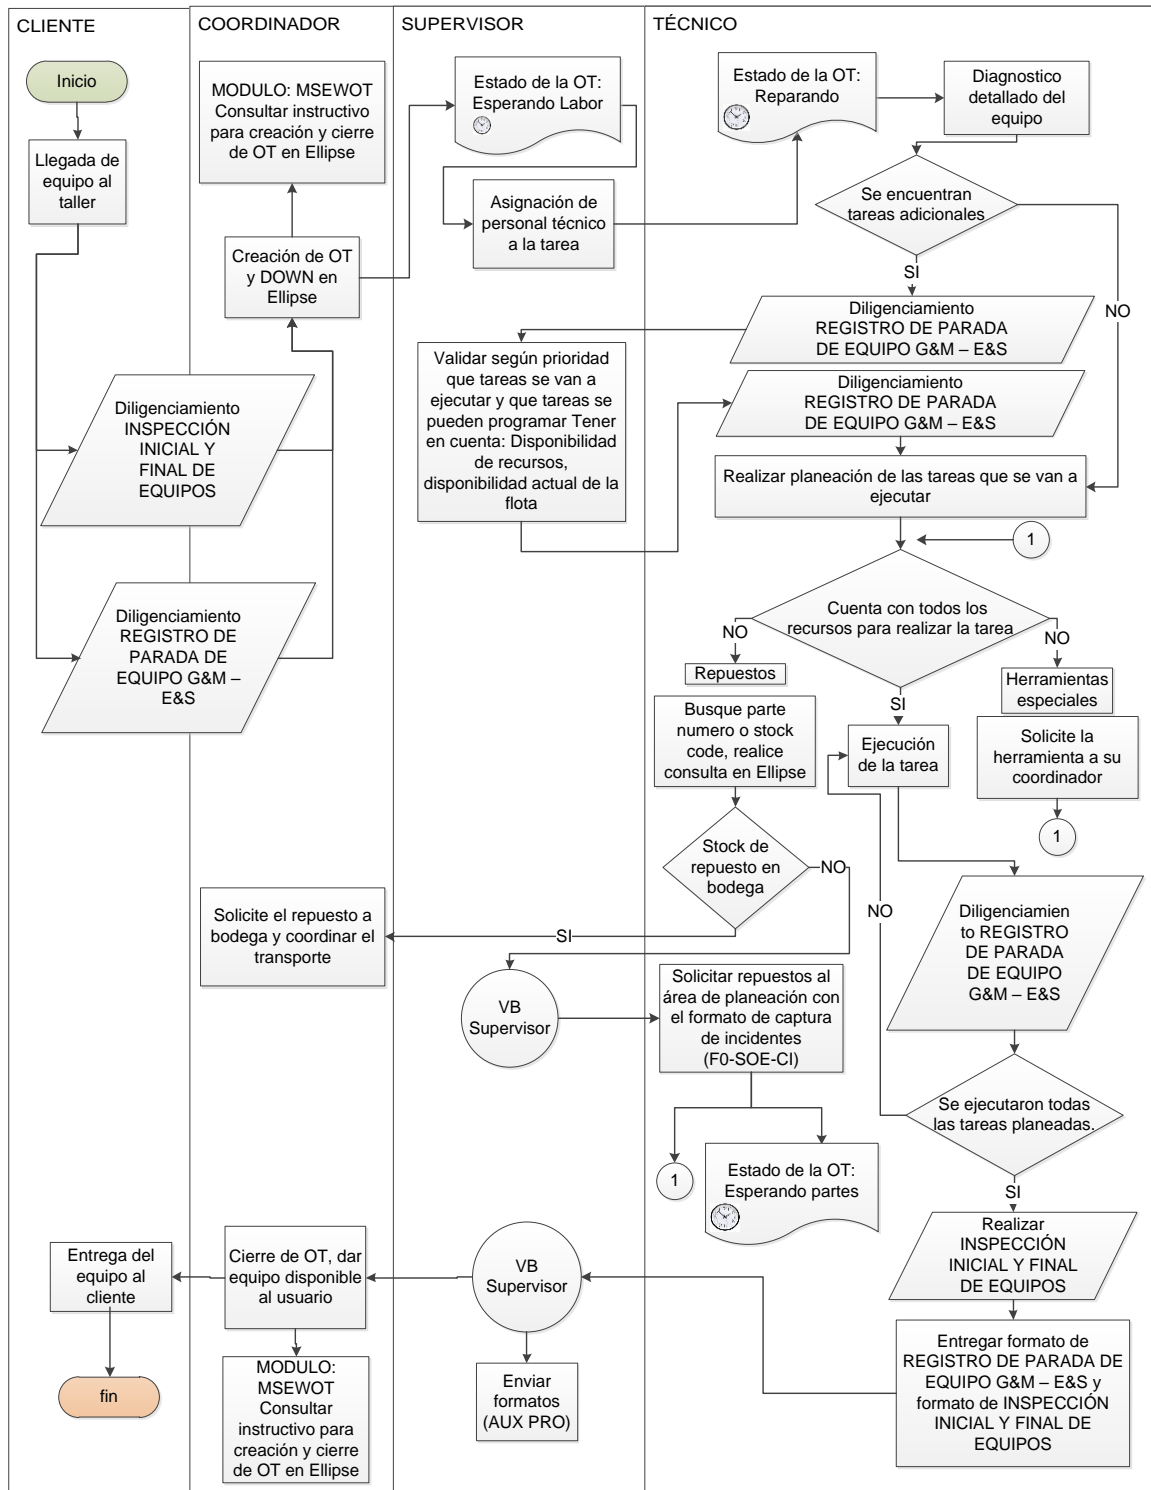 CLIENTE
COORDINADOR
SUPERVISOR
TÉCNICO
Inicio
Llegada de
equipo al
taller
MODULO: MSEWOT
Consultar instructivo
para creación y cierre
de OT en Ellipse
Creación de OT
y DOWN en
Ellipse
Estado de la OT:
Esperando Labor
Asignación de
personal técnico
a la tarea
Estado de la OT:
Reparando
Diagnostico
detallado del
equipo
Se encuentran
tareas adicionales
SI
NO
Diligenciamiento
REGISTRO DE PARADA
DE EQUIPO G&M – E&S
Validar según prioridad
que tareas se van a
ejecutar y que tareas se
pueden programar Tener
en cuenta: Disponibilidad
de recursos,
disponibilidad actual de la
flota
Diligenciamiento
REGISTRO DE PARADA
DE EQUIPO G&M – E&S
Diligenciamiento
INSPECCIÓN
INICIAL Y
FINAL DE
EQUIPOS
Diligenciamiento
REGISTRO DE
PARADA DE
EQUIPO G&M –
E&S
Realizar planeación de las tareas que se van a
ejecutar
1
Cuenta con todos los
recursos para realizar la tarea
NO
NO
Repuestos
SI
Herramientas
especiales
Busque parte
numero o stock
code, realice
consulta en Ellipse
Ejecución
de la tarea
Solicite la
herramienta a su
coordinador
1
Stock de
repuesto en
bodega
NO
NO
SI
Solicite el repuesto a
bodega y coordinar el
transporte
Diligenciamien
to REGISTRO
DE PARADA
DE EQUIPO
G&M – E&S
VB
Supervisor
Solicitar repuestos al
área de planeación con
el formato de captura
de incidentes
(F0-SOE-CI)
Se ejecutaron todas
las tareas planeadas.
1
Estado de la OT:
Esperando partes
SI
Realizar
INSPECCIÓN
INICIAL Y FINAL
DE EQUIPOS
Entrega del
equipo al
cliente
Cierre de OT, dar
equipo disponible
al usuario
VB
Supervisor
Entregar formato de
REGISTRO DE PARADA DE
EQUIPO G&M – E&S y
formato de INSPECCIÓN
INICIAL Y FINAL DE
EQUIPOS
fin
MODULO:
MSEWOT
Consultar
instructivo para
creación y cierre
de OT en Ellipse
Enviar
formatos
(AUX PRO)